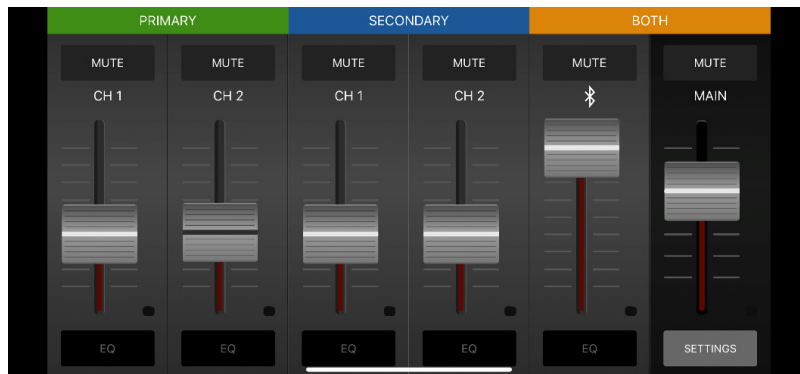 PRIMARY SECONDARY BOTH
MUTE MUTE MUTE MUTE MUTE MUTE
CH 1 CH 2 CH 1 CH 2 MAIN
EQ EQ EQ EQ EQ SETTINGS